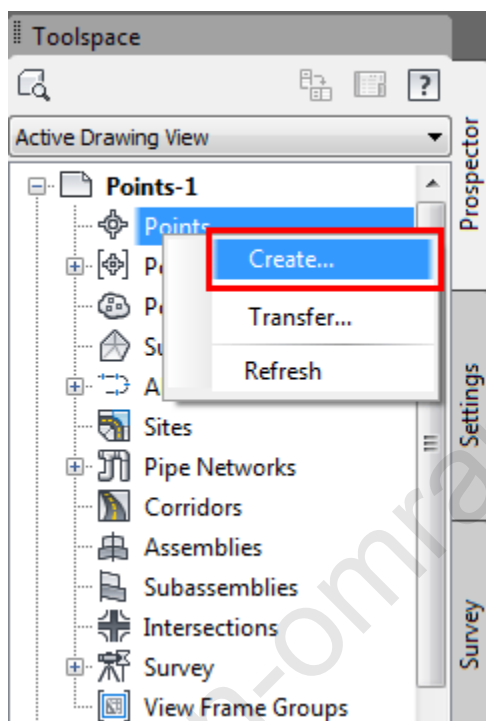 Toolspace
?
Active Drawing View
Points-1
Points
Create...
P
Transfer...
P
Su
Refresh
A
Sites
Pipe Networks
Corridors
Assemblies
Subassemblies
Intersections
Survey
View Frame Groups
Prospector
Settings
Survey